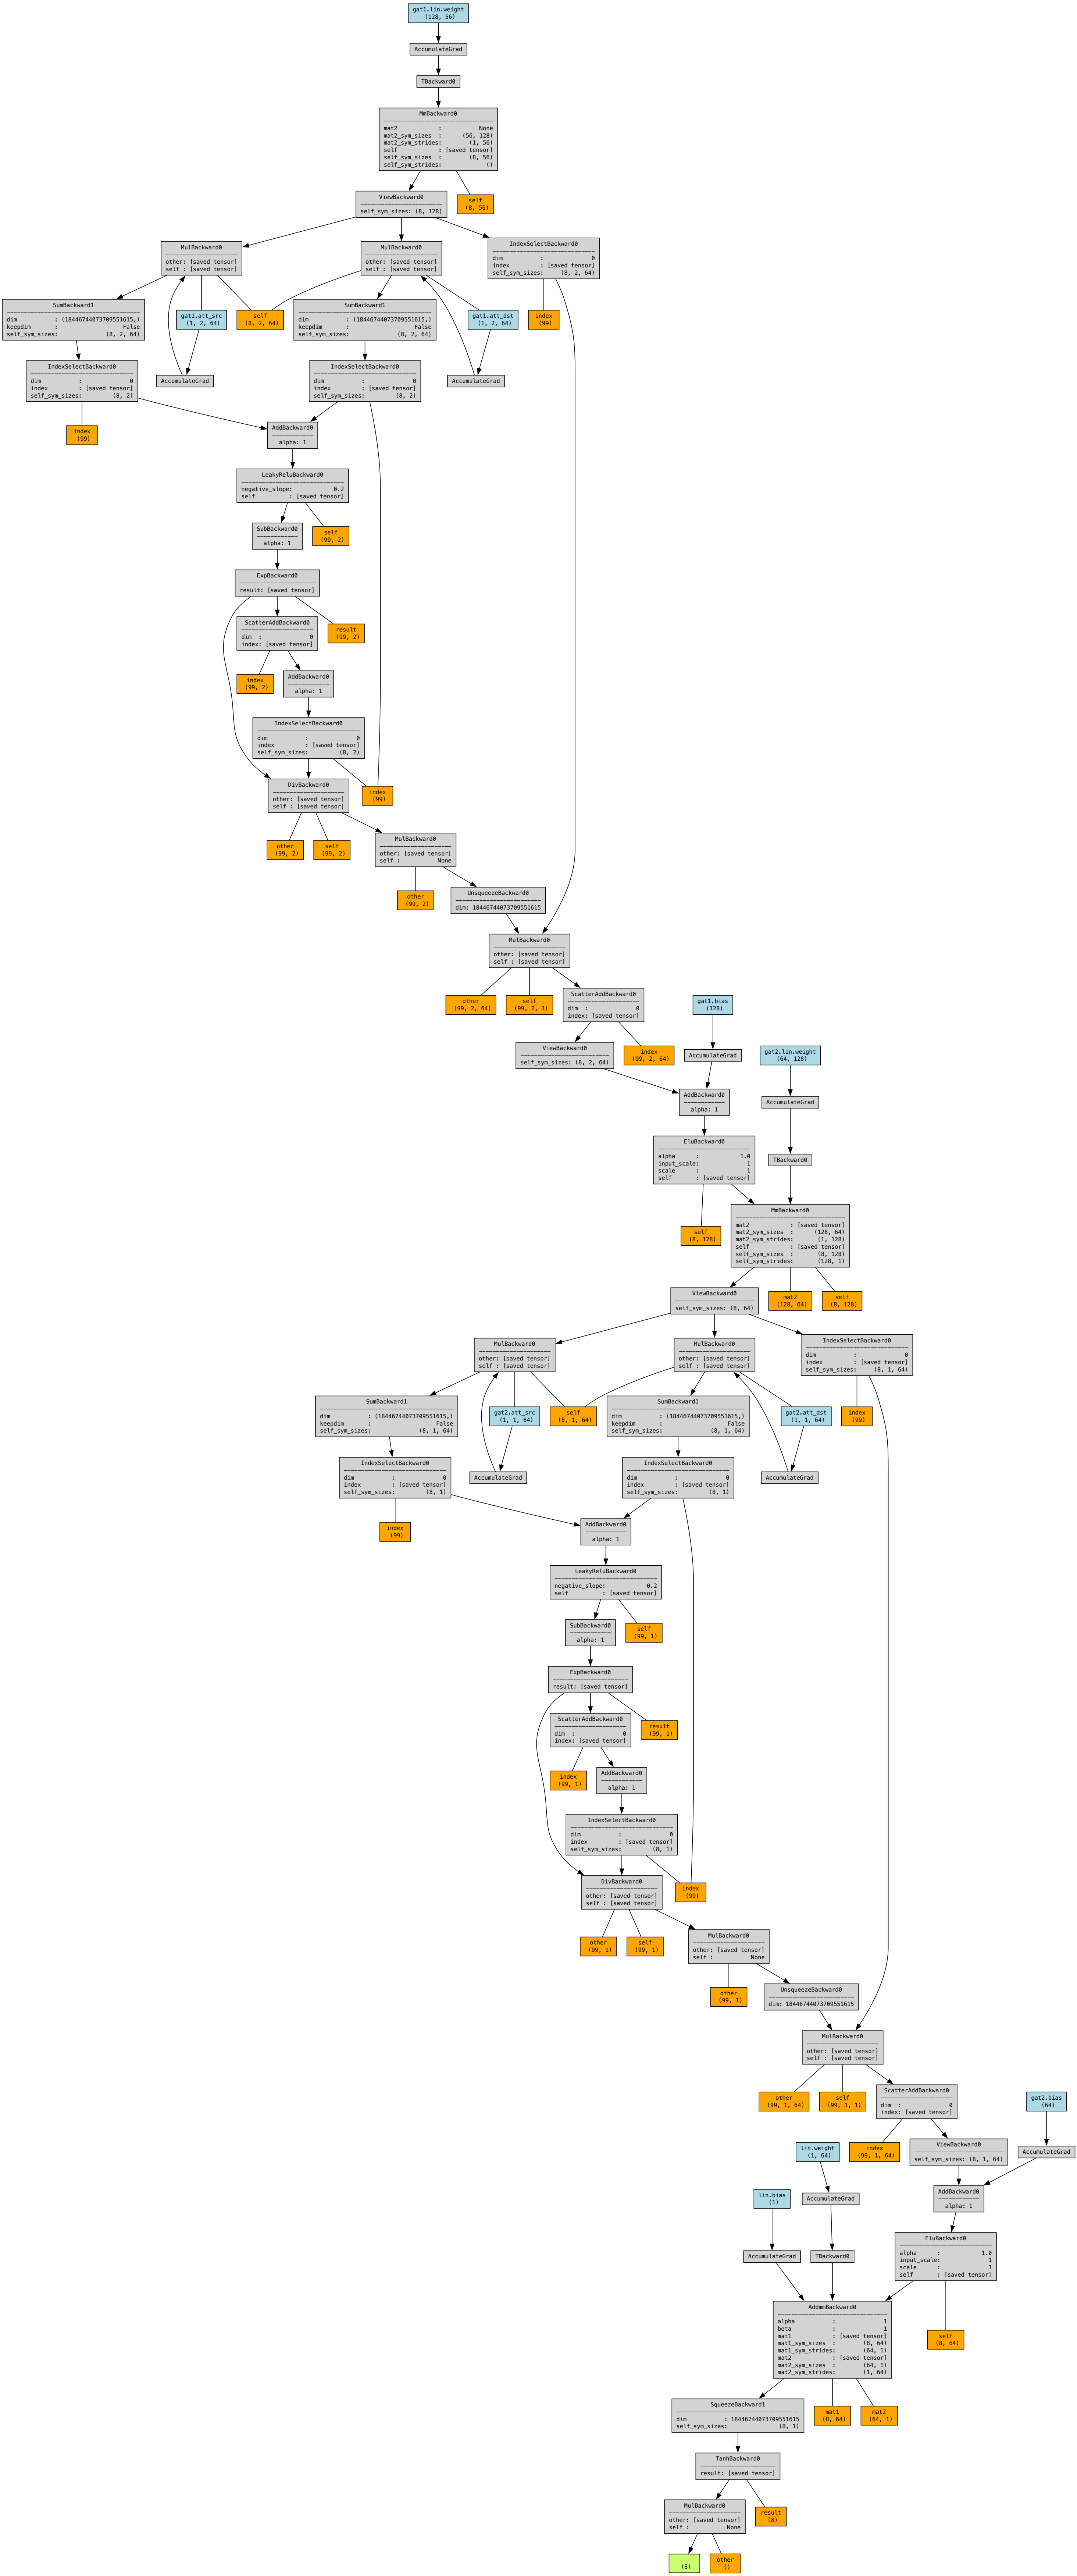 gat1.lin.weight
(128, 56)
AccumulateGrad
TBackward0
MmBackward0
--------------------------------
mat2            :           None
mat2_sym_sizes  :      (56, 128)
mat2_sym_strides:        (1, 56)
self            : [saved tensor]
self_sym_sizes  :        (8, 56)
self_sym_strides:             ()
ViewBackward0
------------------------
self_sym_sizes: (8, 128)
self
(8, 56)
MulBackward0
---------------------
other: [saved tensor]
self : [saved tensor]
MulBackward0
---------------------
other: [saved tensor]
self : [saved tensor]
IndexSelectBackward0
------------------------------
dim           :              0
index         : [saved tensor]
self_sym_sizes:     (8, 2, 64)
SumBackward1
---------------------------------------
dim           : (18446744073709551615,)
keepdim       :                   False
self_sym_sizes:              (8, 2, 64)
gat1.att_src
(1, 2, 64)
self
(8, 2, 64)
SumBackward1
---------------------------------------
dim           : (18446744073709551615,)
keepdim       :                   False
self_sym_sizes:              (8, 2, 64)
gat1.att_dst
(1, 2, 64)
index
(99)
IndexSelectBackward0
------------------------------
dim           :              0
index         : [saved tensor]
self_sym_sizes:         (8, 2)
AccumulateGrad
IndexSelectBackward0
------------------------------
dim           :              0
index         : [saved tensor]
self_sym_sizes:         (8, 2)
AccumulateGrad
index
(99)
AddBackward0
------------
alpha: 1
LeakyReluBackward0
------------------------------
negative_slope:            0.2
self          : [saved tensor]
SubBackward0
------------
alpha: 1
self
(99, 2)
ExpBackward0
----------------------
result: [saved tensor]
ScatterAddBackward0
---------------------
dim  :              0
index: [saved tensor]
result
(99, 2)
index
(99, 2)
AddBackward0
------------
alpha: 1
IndexSelectBackward0
------------------------------
dim           :              0
index         : [saved tensor]
self_sym_sizes:         (8, 2)
DivBackward0
---------------------
other: [saved tensor]
self : [saved tensor]
index
(99)
other
(99, 2)
self
(99, 2)
MulBackward0
---------------------
other: [saved tensor]
self :           None
other
(99, 2)
UnsqueezeBackward0
-------------------------
dim: 18446744073709551615
MulBackward0
---------------------
other: [saved tensor]
self : [saved tensor]
other
(99, 2, 64)
self
(99, 2, 1)
ScatterAddBackward0
---------------------
dim  :              0
index: [saved tensor]
gat1.bias
(128)
ViewBackward0
--------------------------
self_sym_sizes: (8, 2, 64)
index
(99, 2, 64)
AccumulateGrad
gat2.lin.weight
(64, 128)
AddBackward0
------------
alpha: 1
AccumulateGrad
EluBackward0
---------------------------
alpha      :            1.0
input_scale:              1
scale      :              1
self       : [saved tensor]
TBackward0
self
(8, 128)
MmBackward0
--------------------------------
mat2            : [saved tensor]
mat2_sym_sizes  :      (128, 64)
mat2_sym_strides:       (1, 128)
self            : [saved tensor]
self_sym_sizes  :       (8, 128)
self_sym_strides:       (128, 1)
ViewBackward0
-----------------------
self_sym_sizes: (8, 64)
mat2
(128, 64)
self
(8, 128)
MulBackward0
---------------------
other: [saved tensor]
self : [saved tensor]
MulBackward0
---------------------
other: [saved tensor]
self : [saved tensor]
IndexSelectBackward0
------------------------------
dim           :              0
index         : [saved tensor]
self_sym_sizes:     (8, 1, 64)
SumBackward1
---------------------------------------
dim           : (18446744073709551615,)
keepdim       :                   False
self_sym_sizes:              (8, 1, 64)
gat2.att_src
(1, 1, 64)
self
(8, 1, 64)
SumBackward1
---------------------------------------
dim           : (18446744073709551615,)
keepdim       :                   False
self_sym_sizes:              (8, 1, 64)
gat2.att_dst
(1, 1, 64)
index
(99)
IndexSelectBackward0
------------------------------
dim           :              0
index         : [saved tensor]
self_sym_sizes:         (8, 1)
AccumulateGrad
IndexSelectBackward0
------------------------------
dim           :              0
index         : [saved tensor]
self_sym_sizes:         (8, 1)
AccumulateGrad
index
(99)
AddBackward0
------------
alpha: 1
LeakyReluBackward0
------------------------------
negative_slope:            0.2
self          : [saved tensor]
SubBackward0
------------
alpha: 1
self
(99, 1)
ExpBackward0
----------------------
result: [saved tensor]
ScatterAddBackward0
---------------------
dim  :              0
index: [saved tensor]
result
(99, 1)
index
(99, 1)
AddBackward0
------------
alpha: 1
IndexSelectBackward0
------------------------------
dim           :              0
index         : [saved tensor]
self_sym_sizes:         (8, 1)
DivBackward0
---------------------
other: [saved tensor]
self : [saved tensor]
index
(99)
other
(99, 1)
self
(99, 1)
MulBackward0
---------------------
other: [saved tensor]
self :           None
other
(99, 1)
UnsqueezeBackward0
-------------------------
dim: 18446744073709551615
MulBackward0
---------------------
other: [saved tensor]
self : [saved tensor]
other
(99, 1, 64)
self
(99, 1, 1)
ScatterAddBackward0
---------------------
dim  :              0
index: [saved tensor]
gat2.bias
(64)
lin.weight
(1, 64)
index
(99, 1, 64)
ViewBackward0
--------------------------
self_sym_sizes: (8, 1, 64)
AccumulateGrad
lin.bias
(1)
AccumulateGrad
AddBackward0
------------
alpha: 1
AccumulateGrad
TBackward0
EluBackward0
---------------------------
alpha      :            1.0
input_scale:              1
scale      :              1
self       : [saved tensor]
AddmmBackward0
--------------------------------
alpha           :              1
beta            :              1
mat1            : [saved tensor]
mat1_sym_sizes  :        (8, 64)
mat1_sym_strides:        (64, 1)
mat2            : [saved tensor]
mat2_sym_sizes  :        (64, 1)
mat2_sym_strides:        (1, 64)
self
(8, 64)
SqueezeBackward1
------------------------------------
dim           : 18446744073709551615
self_sym_sizes:               (8, 1)
mat1
(8, 64)
mat2
(64, 1)
TanhBackward0
----------------------
result: [saved tensor]
MulBackward0
---------------------
other: [saved tensor]
self :           None
result
(8)
(8)
other
()